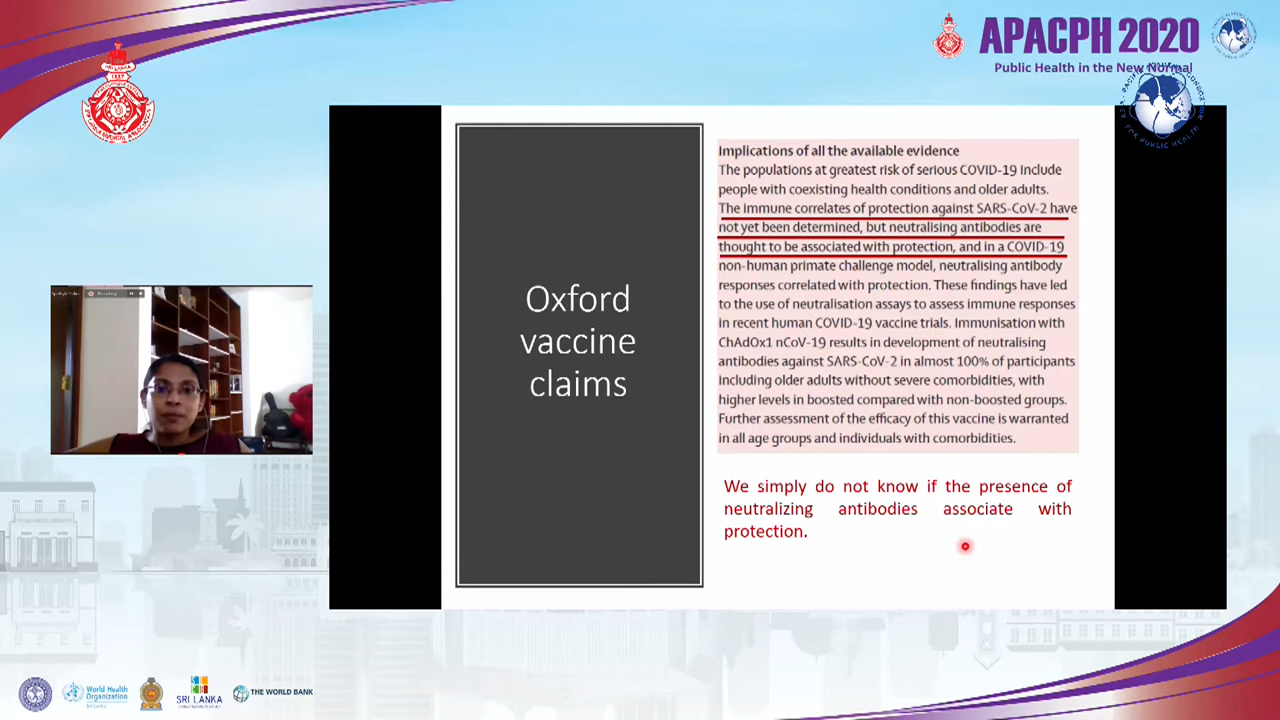 APACPH 2020
Public Health in the New Normal
SRI LANKA
1887
FOR PUBLIC HEALTH
Oxford
vaccine
claims
Implications of all the available evidence
The populations at greatest risk of serious COVID-19 include
people with coexisting health conditions and older adults.
The immune correlates of protection against SARS-CoV-2 have
not yet been determined, but neutralising antibodies are
thought to be associated with protection, and in a COVID-19
non-human primate challenge model, neutralising antibody
responses correlated with protection. These findings have led
to the use of neutralisation assays to assess immune responses
in recent human COVID-19 vaccine trials. Immunisation with
ChAdOx1 nCoV-19 results in development of neutralising
antibodies against SARS-CoV-2 in almost 100% of participants
including older adults without severe comorbidities, with
higher levels in boosted compared with non-boosted groups.
Further assessment of the efficacy of this vaccine is warranted
in all age groups and individuals with comorbidities.
We simply do not know if the presence of
neutralizing antibodies associate with
protection.
World Health
Organization
Sri Lanka
SRI LANKA
THE WORLD BANK